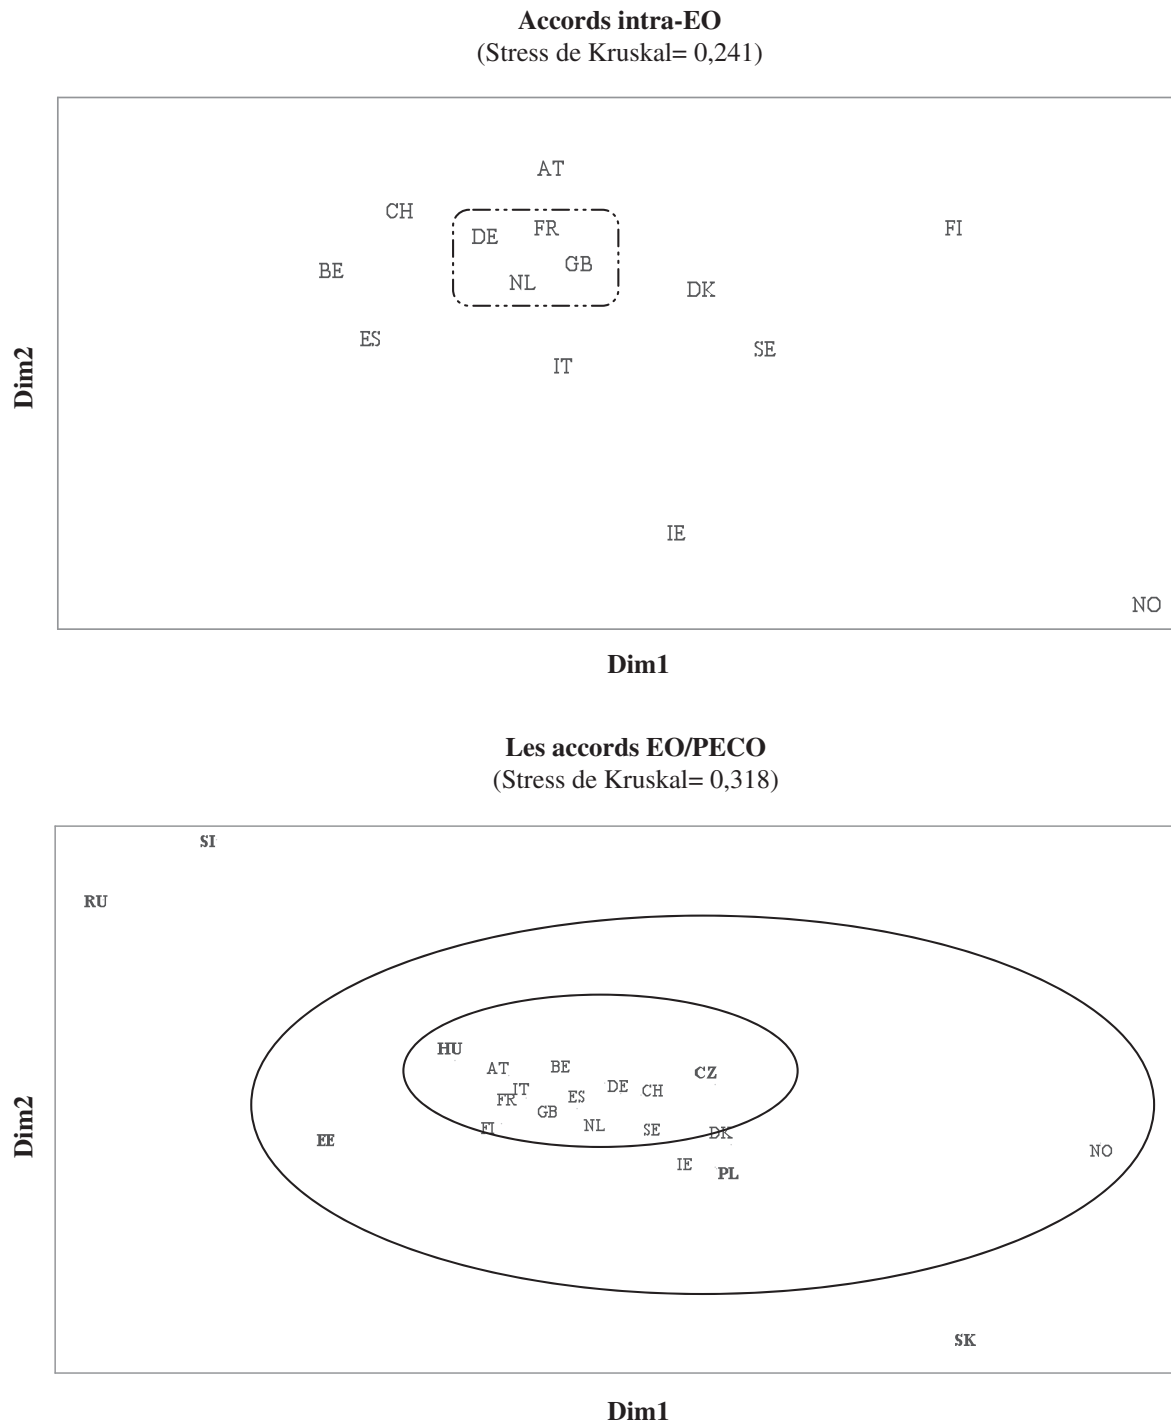 Accords intra-EO
(Stress de Kruskal= 0,241)
AT
CH
FR
DE
FI
GB
BE
NL
DK
ES
SE
IT
Dim2
IE
NO
Dim1
Les accords EO/PECO
(Stress de Kruskal= 0,318)
SI
RU
HU
AT
BE
CZ
IT
DE
CH
FR
ES
GB
FI
NL
SE
DK
EE
NO
IE
PL
Dim2
SK
Dim1